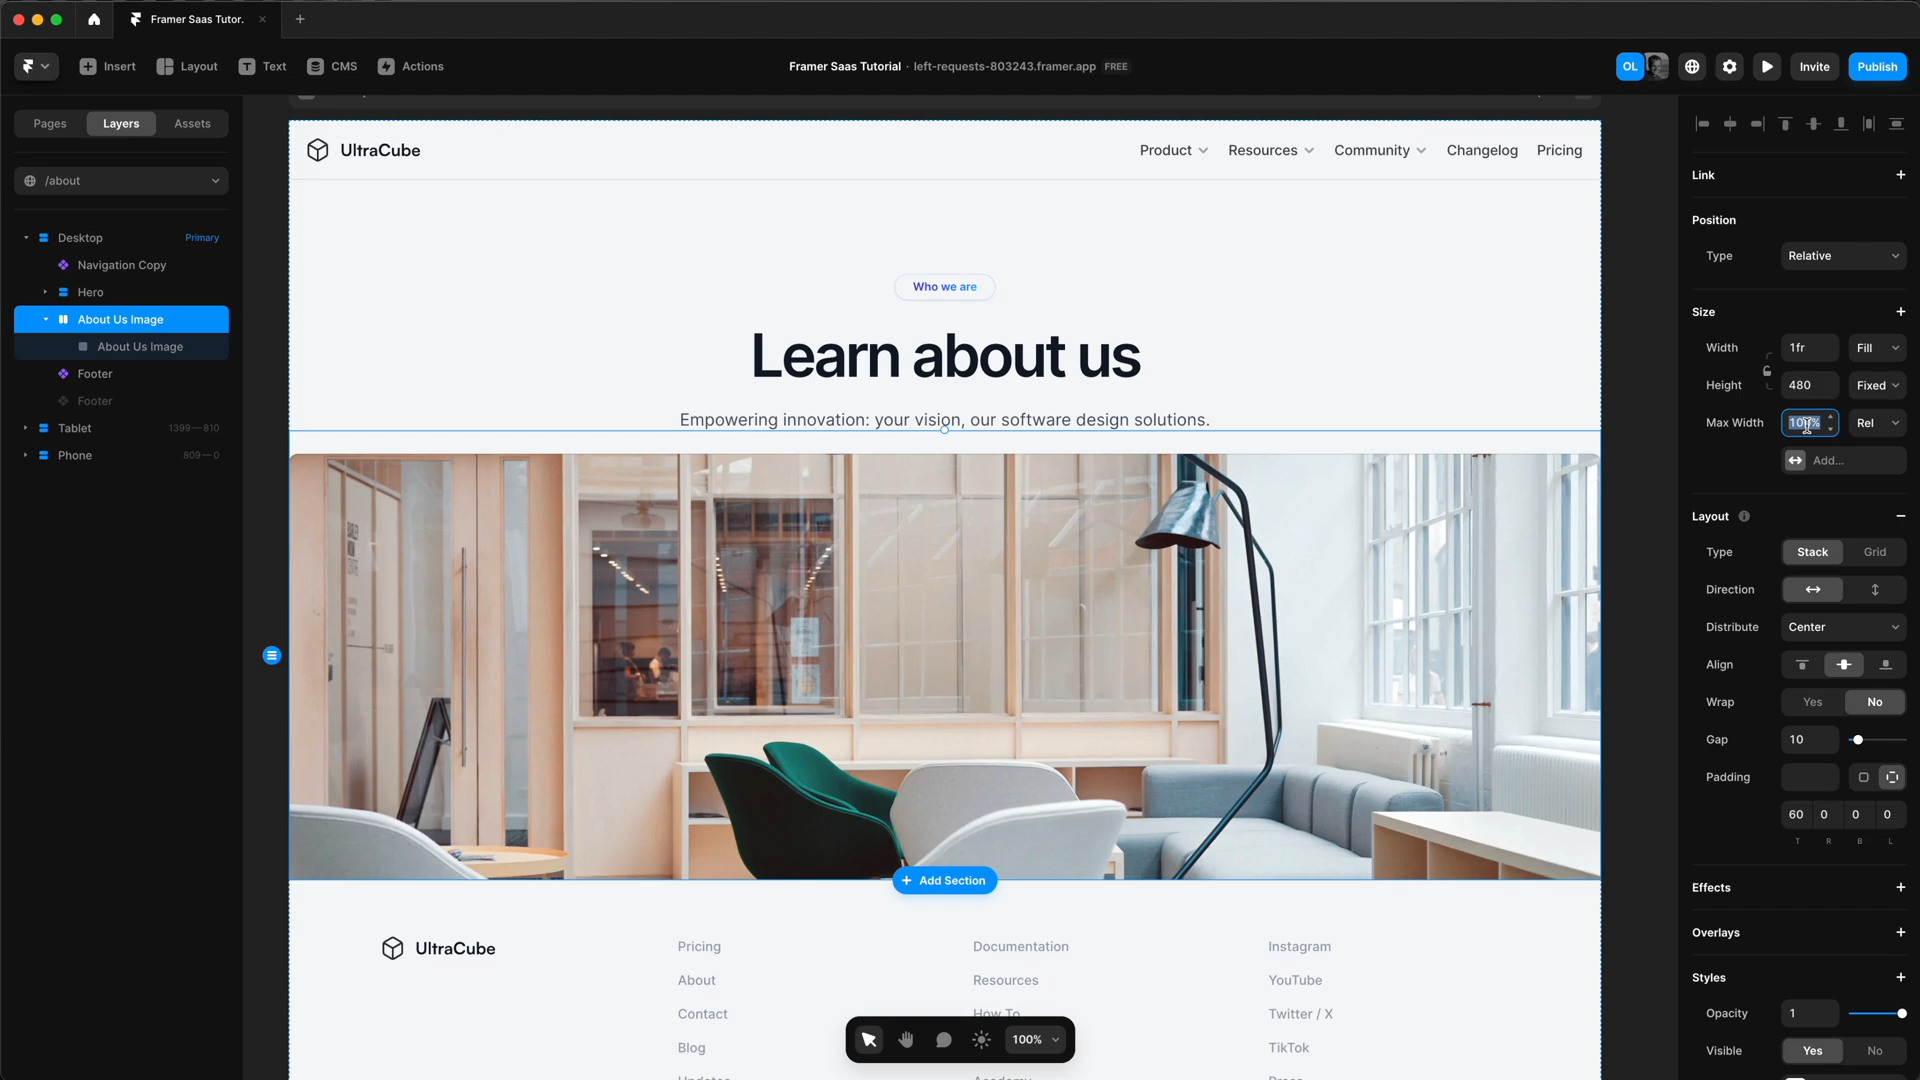 Framer Saas Tutor.
Insert
Layout
Text
CMS
Actions
Framer Saas Tutorial · left-requests-803243.framer.app FREE
OL
Invite
Publish
Pages
Layers
Assets
/about
Desktop
Primary
Navigation Copy
Hero
About Us Image
About Us Image
Footer
Footer
Tablet
1399—810
Phone
809—0
UltraCube
Product
Resources
Community
Changelog
Pricing
Who we are
Learn about us
Empowering innovation: your vision, our software design solutions.
Add Section
UltraCube
Pricing
Documentation
Instagram
About
Resources
YouTube
Contact
How To
Twitter / X
Blog
TikTok
100%
Link
Position
Type
Relative
Size
Width
1fr
Fill
Height
480
Fixed
Max Width
100%
Rel
Add...
Layout
Type
Stack
Grid
Direction
Distribute
Center
Align
Wrap
Yes
No
Gap
10
Padding
60 0 0 0
T R B L
Effects
Overlays
Styles
Opacity
1
Visible
Yes
No